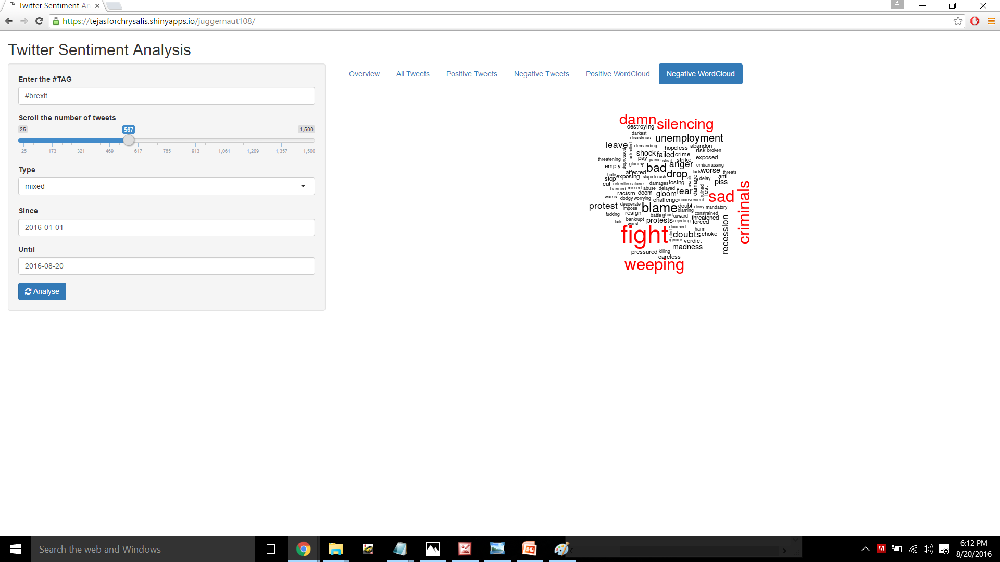 Twitter Sentiment An
https://tejasforchrysalis.shinyapps.io/juggernaut108/
Twitter Sentiment Analysis
Enter the #TAG
#brexit
Scroll the number of tweets
25 567 1,500
25 173 321 469 617 765 913 1,061 1,209 1,357 1,500
Type
mixed
Since
2016-01-01
Until
2016-08-20
Analyse
Overview All Tweets Positive Tweets Negative Tweets Positive WordCloud Negative WordCloud
damn
silencing
destroying
darkest
disastrous
unemployment
leave
admitted
demanding
hopeless
abandon
risk
broken
depressed
shock
failed
crime
exposed
threatening
pay
panic
steal
strike
empty
gloomy
bad
anger
embarrassing
hate
affected
drop
lack
worse
threats
stop
exposing
stupid
crush
awaits
damage
delay
anti
cut
relentless
alone
damages
losing
piss
banned
missed
abuse
delayed
fear
ruined
lost
racism
doom
gloom
sad
criminals
warns
dodgy
worrying
challenge
inconvenient
protest
desperate
impose
blame
doubt
deny
mandatory
blaming
fucking
resign
battle
ghost
coward
constrained
threatened
fails
bankrupt
worst
protests
rejecting
forced
recession
fight
doomed
alert
harm
doubts
choke
ignore
verdict
madness
pressured
killing
careless
weeping
Search the web and Windows
6:12 PM
8/20/2016